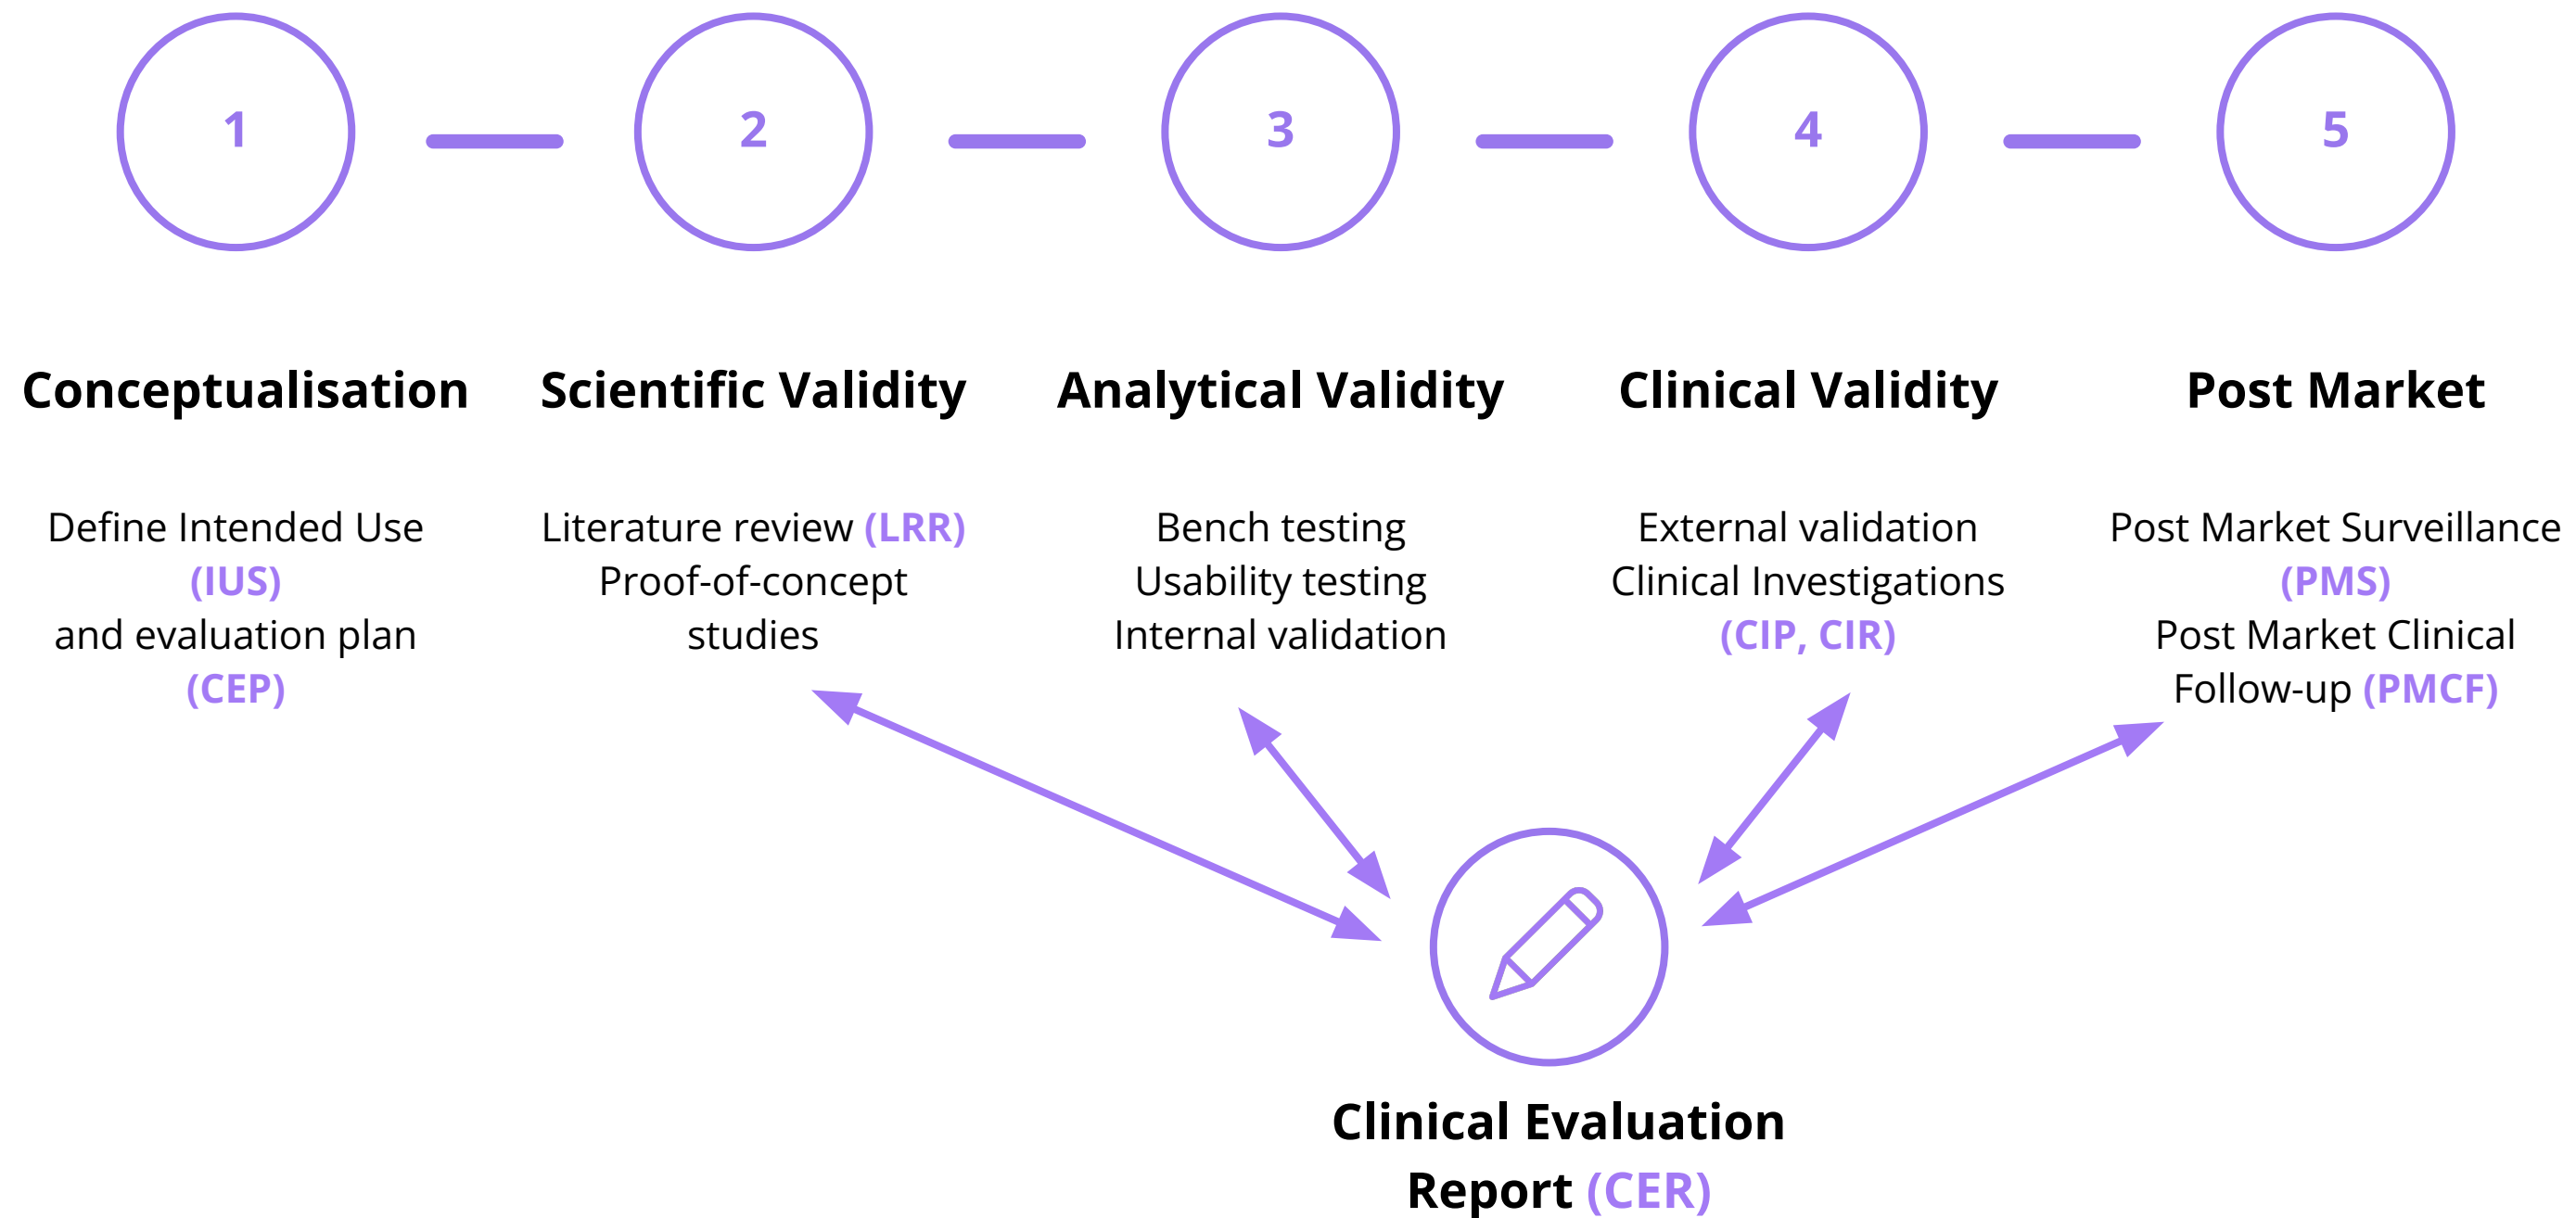 1
2
3
4
5
Conceptualisation
Define Intended Use
(IUS)
and evaluation plan
(CEP)
Scientific Validity
Literature review (LRR)
Proof-of-concept
studies
Analytical Validity
Bench testing
Usability testing
Internal validation
Clinical Validity
External validation
Clinical Investigations
(CIP, CIR)
Post Market
Post Market Surveillance
(PMS)
Post Market Clinical
Follow-up (PMCF)
Clinical Evaluation
Report (CER)